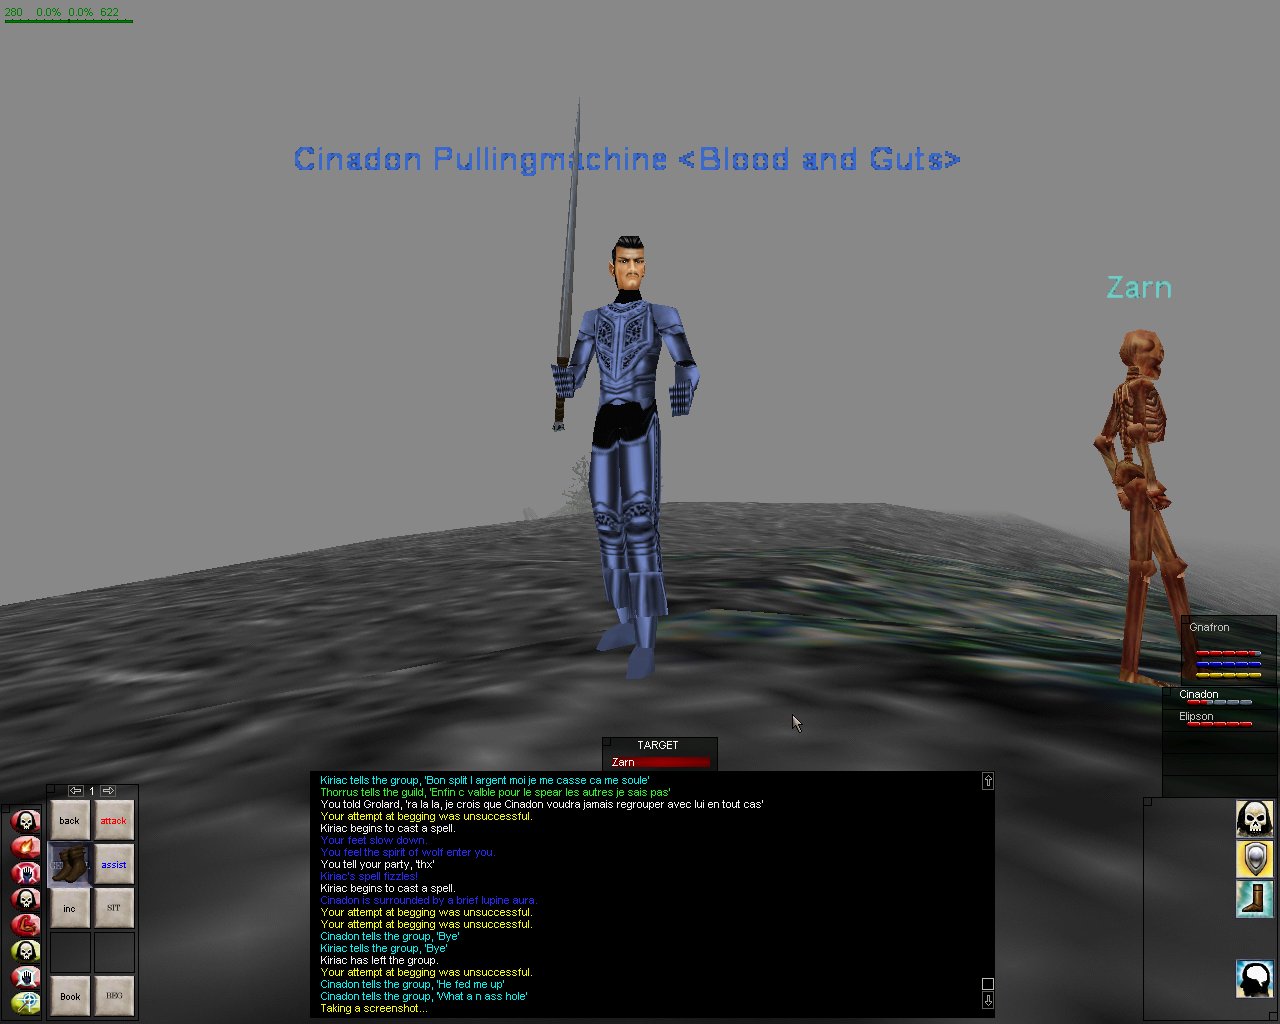 280 0.0% 0.0% 622
Cinadon Pullingmachine <Blood and Guts>
Zarn
Gnafron
Cinadon
Elipson
TARGET
Zarn
Kiriac tells the group, 'Bon split l argent moi je me casse ca me soule'
Thorrus tells the guild, 'Enfin c valble pour le spear les autres je sais pas'
You told Grolard, 'ra la la, je crois que Cinadon voudra jamais regrouper avec lui en tout cas'
Your attempt at begging was unsuccessful.
Kiriac begins to cast a spell.
Your feet slow down.
You feel the spirit of wolf enter you.
You tell your party, 'thx'
Kiriac's spell fizzles!
Kiriac begins to cast a spell.
Cinadon is surrounded by a brief lupine aura.
Your attempt at begging was unsuccessful.
Your attempt at begging was unsuccessful.
Cinadon tells the group, 'Bye'
Kiriac tells the group, 'Bye'
Kiriac has left the group.
Your attempt at begging was unsuccessful.
Cinadon tells the group, 'He fed me up'
Cinadon tells the group, 'What a n ass hole'
Taking a screenshot...
1
back attack
assist
inc SIT
Book BEG